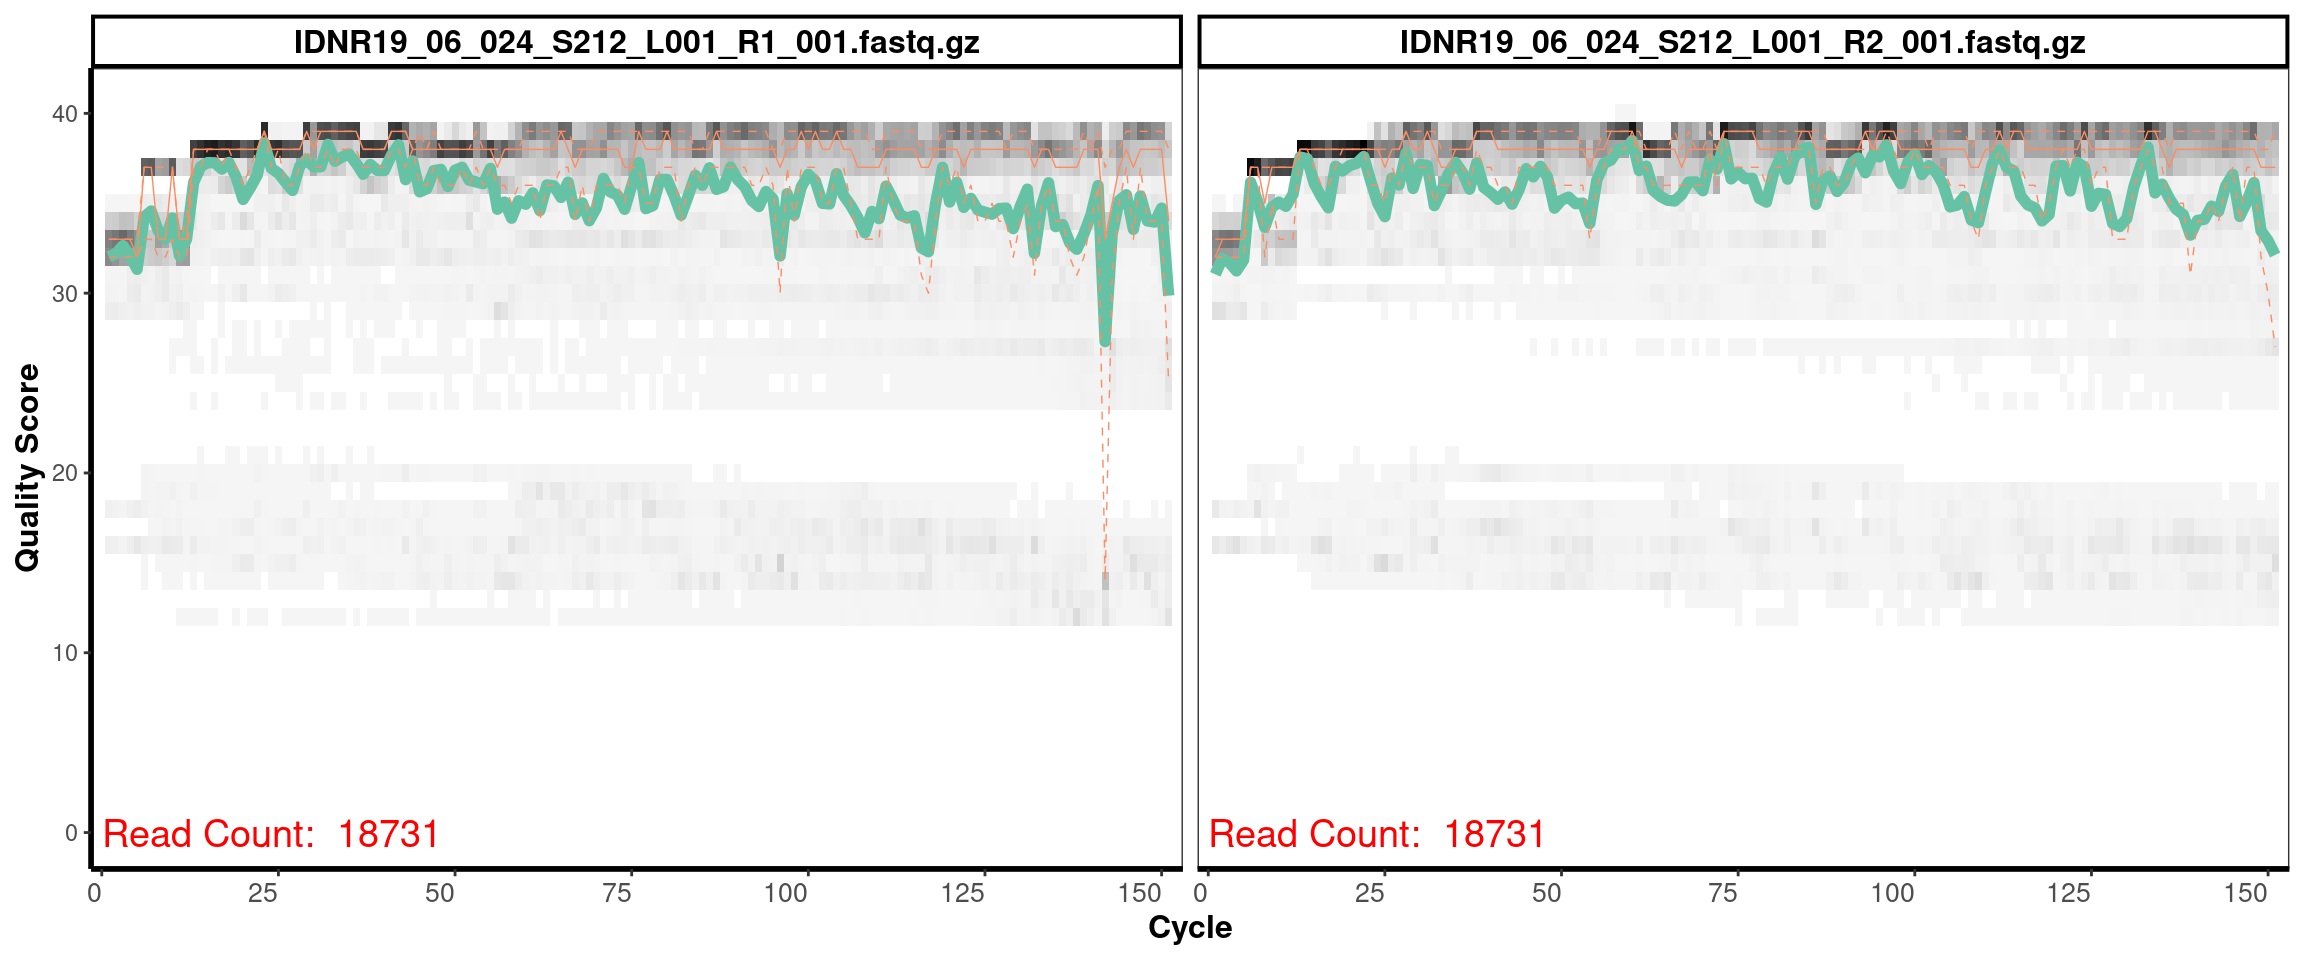 IDNR19_06_024_S212_L001_R1_001.fastq.gz
IDNR19_06_024_S212_L001_R2_001.fastq.gz
Quality Score
40
30
20
10
0
Read Count: 18731
Read Count: 18731
0 25 50 75 100 125 150
0 25 50 75 100 125 150
Cycle